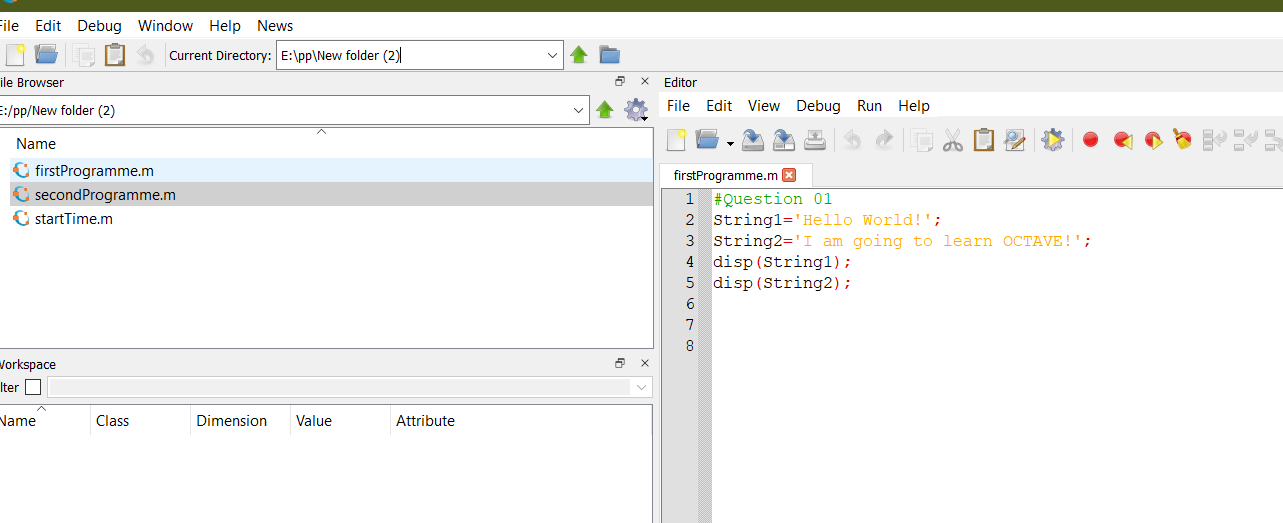 File Edit Debug Window Help News
Current Directory: E:\pp\New folder (2)
File Browser
E:/pp/New folder (2)
Name
firstProgramme.m
secondProgramme.m
startTime.m
Workspace
Filter
Name Class Dimension Value Attribute
Editor
File Edit View Debug Run Help
firstProgramme.m
1 #Question 01
2 String1='Hello World!';
3 String2='I am going to learn OCTAVE!';
4 disp(String1);
5 disp(String2);
6
7
8